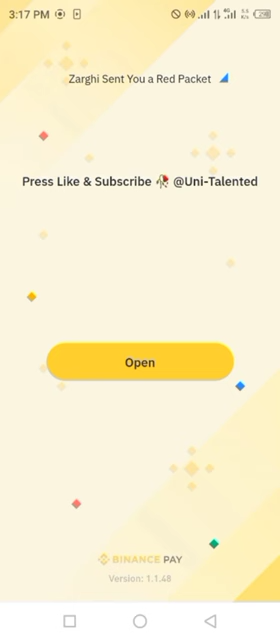 3:17 PM
Zarghi Sent You a Red Packet
Press Like & Subscribe 🥀 @Uni-Talented
Open
BINANCE PAY
Version: 1.1.48